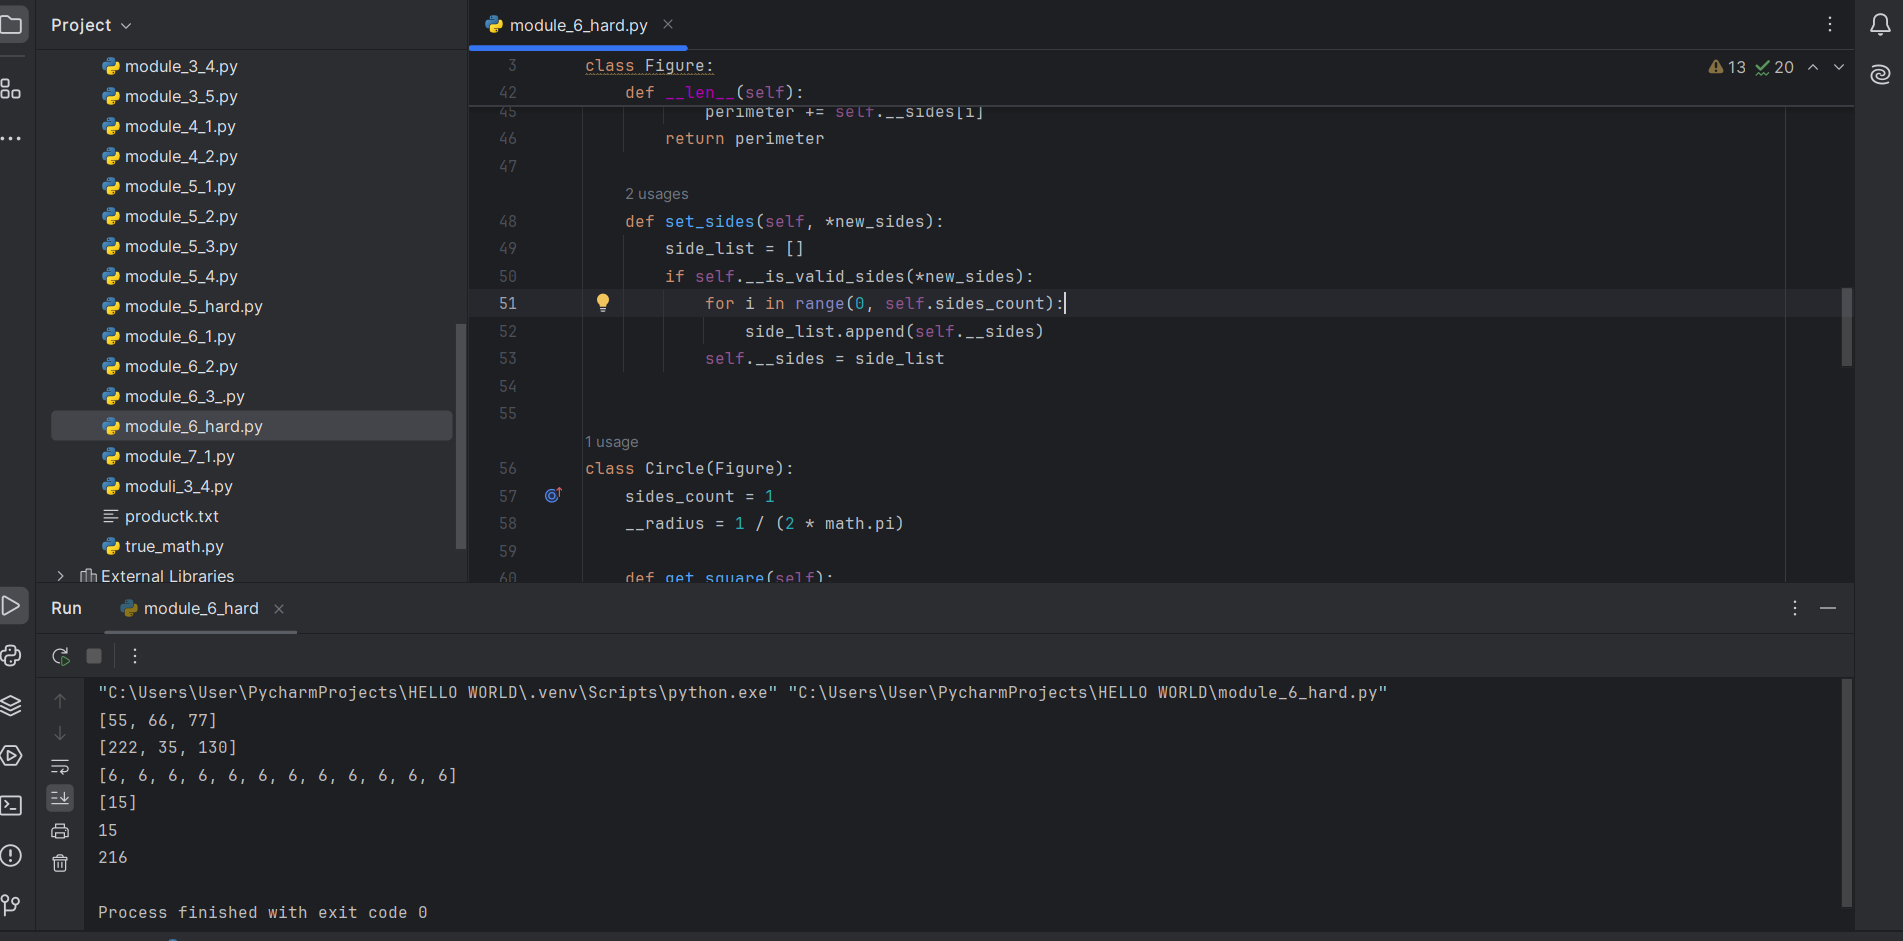 Project
module_3_4.py
module_3_5.py
module_4_1.py
module_4_2.py
module_5_1.py
module_5_2.py
module_5_3.py
module_5_4.py
module_5_hard.py
module_6_1.py
module_6_2.py
module_6_3_.py
module_6_hard.py
module_7_1.py
moduli_3_4.py
productk.txt
true_math.py
External Libraries
module_6_hard.py
13 20
3 class Figure:
42 def __len__(self):
45 perimeter += self.__sides[i]
46 return perimeter
47
2 usages
48 def set_sides(self, *new_sides):
49 side_list = []
50 if self.__is_valid_sides(*new_sides):
51 for i in range(0, self.sides_count):
52 side_list.append(self.__sides)
53 self.__sides = side_list
54
55
1 usage
56 class Circle(Figure):
57 sides_count = 1
58 __radius = 1 / (2 * math.pi)
59
60 def get_square(self):
Run module_6_hard
"C:\Users\User\PycharmProjects\HELLO WORLD\.venv\Scripts\python.exe" "C:\Users\User\PycharmProjects\HELLO WORLD\module_6_hard.py"
[55, 66, 77]
[222, 35, 130]
[6, 6, 6, 6, 6, 6, 6, 6, 6, 6, 6, 6]
[15]
15
216
Process finished with exit code 0